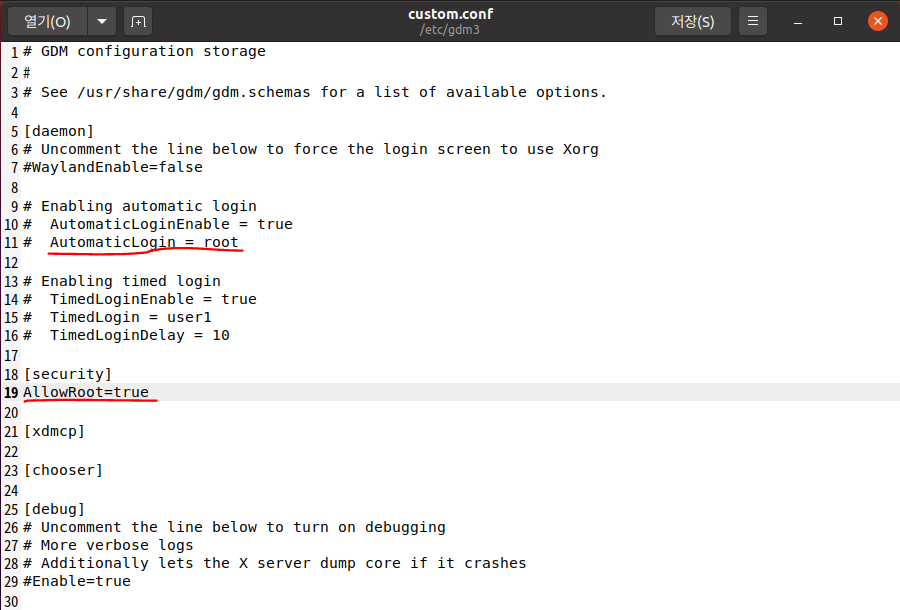 열기(O)
custom.conf
/etc/gdm3
저장(S)
1 # GDM configuration storage
2 #
3 # See /usr/share/gdm/gdm.schemas for a list of available options.
4
5 [daemon]
6 # Uncomment the line below to force the login screen to use Xorg
7 #WaylandEnable=false
8
9 # Enabling automatic login
10 #  AutomaticLoginEnable = true
11 #  AutomaticLogin = root
12
13 # Enabling timed login
14 #  TimedLoginEnable = true
15 #  TimedLogin = user1
16 #  TimedLoginDelay = 10
17
18 [security]
19 AllowRoot=true
20
21 [xdmcp]
22
23 [chooser]
24
25 [debug]
26 # Uncomment the line below to turn on debugging
27 # More verbose logs
28 # Additionally lets the X server dump core if it crashes
29 #Enable=true
30